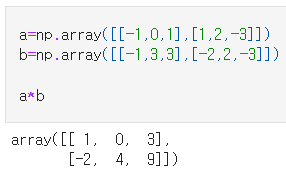 a=np.array([[-1,0,1],[1,2,-3]])
b=np.array([[-1,3,3],[-2,2,-3]])
a*b
array([[ 1,  0,  3],
       [-2,  4,  9]])